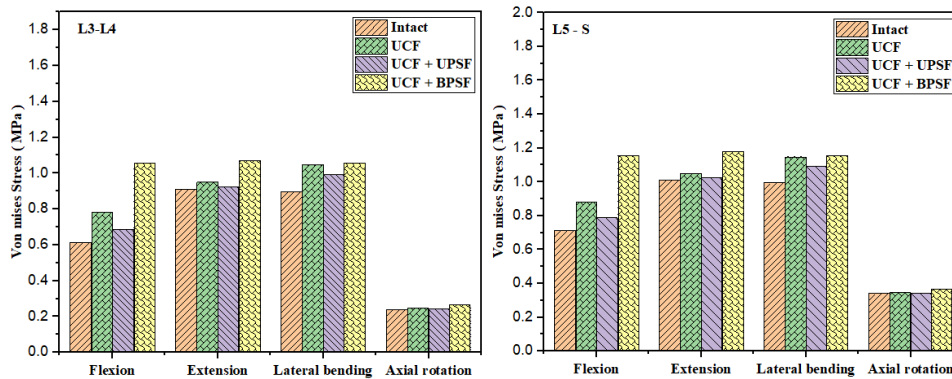 L3-L4
Intact
UCF
UCF + UPSF
UCF + BPSF
Von mises Stress ( MPa)
1.8
1.6
1.4
1.2
1.0
0.8
0.6
0.4
0.2
0.0
Flexion
Extension
Lateral bending
Axial rotation
L5 - S
Intact
UCF
UCF + UPSF
UCF + BPSF
Von mises Stress ( MPa )
2.0
1.8
1.6
1.4
1.2
1.0
0.8
0.6
0.4
0.2
0.0
Flexion
Extension
Lateral bending
Axial rotation